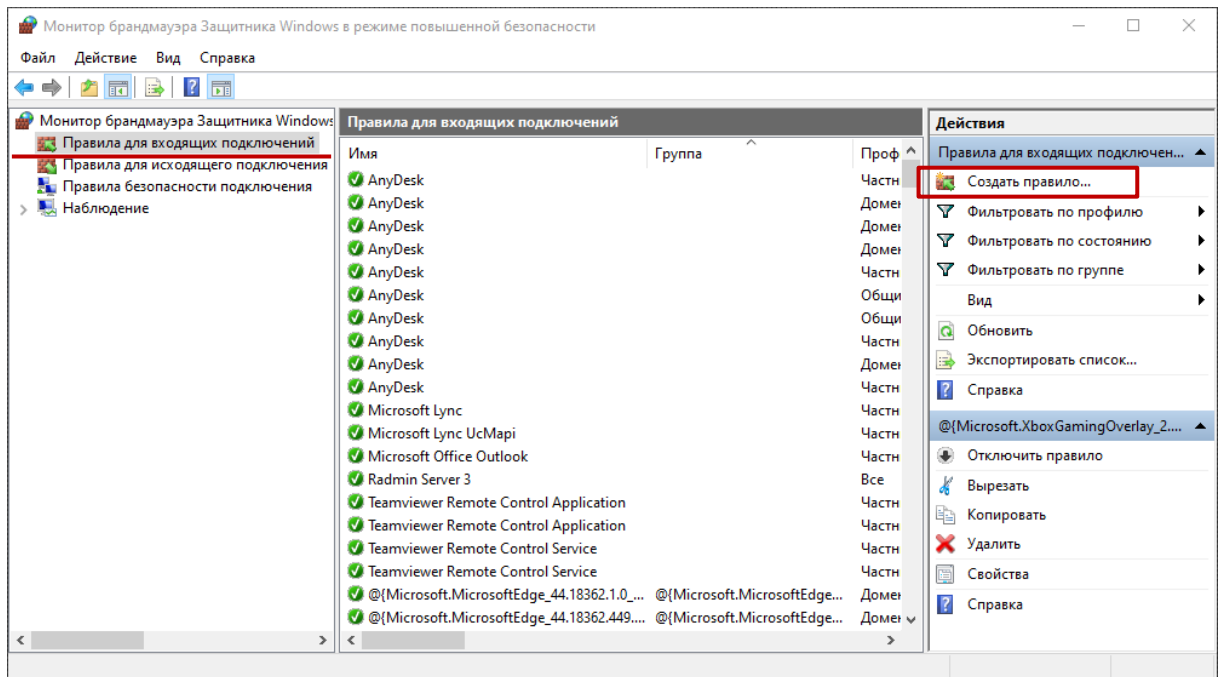 Монитор брандмауэра Защитника Windows в режиме повышенной безопасности
Файл Действие Вид Справка
Монитор брандмауэра Защитника Windows
Правила для входящих подключений
Правила для исходящего подключения
Правила безопасности подключения
Наблюдение
Правила для входящих подключений
Имя Группа Проф
AnyDesk Частн
AnyDesk Домен
AnyDesk Домен
AnyDesk Домен
AnyDesk Частн
AnyDesk Общи
AnyDesk Общи
AnyDesk Частн
AnyDesk Домен
AnyDesk Частн
Microsoft Lync Частн
Microsoft Lync UcMapi Частн
Microsoft Office Outlook Частн
Radmin Server 3 Все
Teamviewer Remote Control Application Частн
Teamviewer Remote Control Application Частн
Teamviewer Remote Control Service Частн
Teamviewer Remote Control Service Частн
@{Microsoft.MicrosoftEdge_44.18362.1.0_... @{Microsoft.MicrosoftEdge... Домен
@{Microsoft.MicrosoftEdge_44.18362.449.... @{Microsoft.MicrosoftEdge... Домен
Действия
Правила для входящих подключен...
Создать правило...
Фильтровать по профилю
Фильтровать по состоянию
Фильтровать по группе
Вид
Обновить
Экспортировать список...
Справка
@{Microsoft.XboxGamingOverlay_2....
Отключить правило
Вырезать
Копировать
Удалить
Свойства
Справка